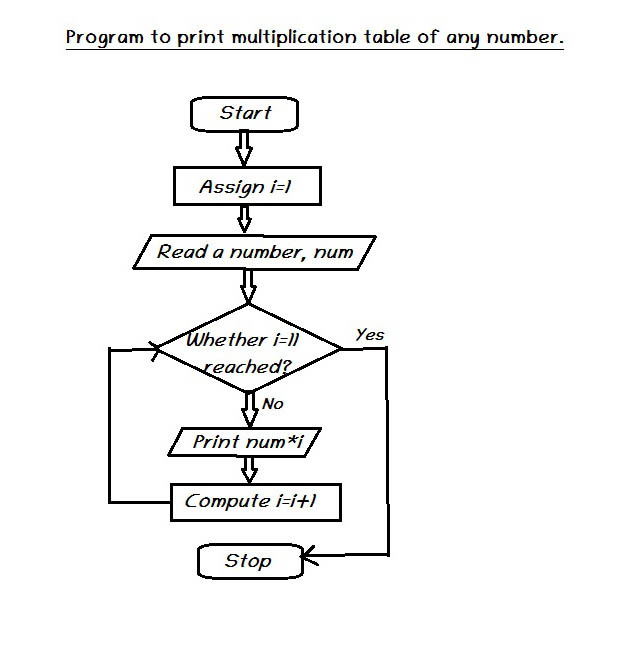 Program to print multiplication table of any number.
Start
Assign i=1
Read a number, num
Whether i=11
reached?
Yes
No
Print num*i
Compute i=i+1
Stop